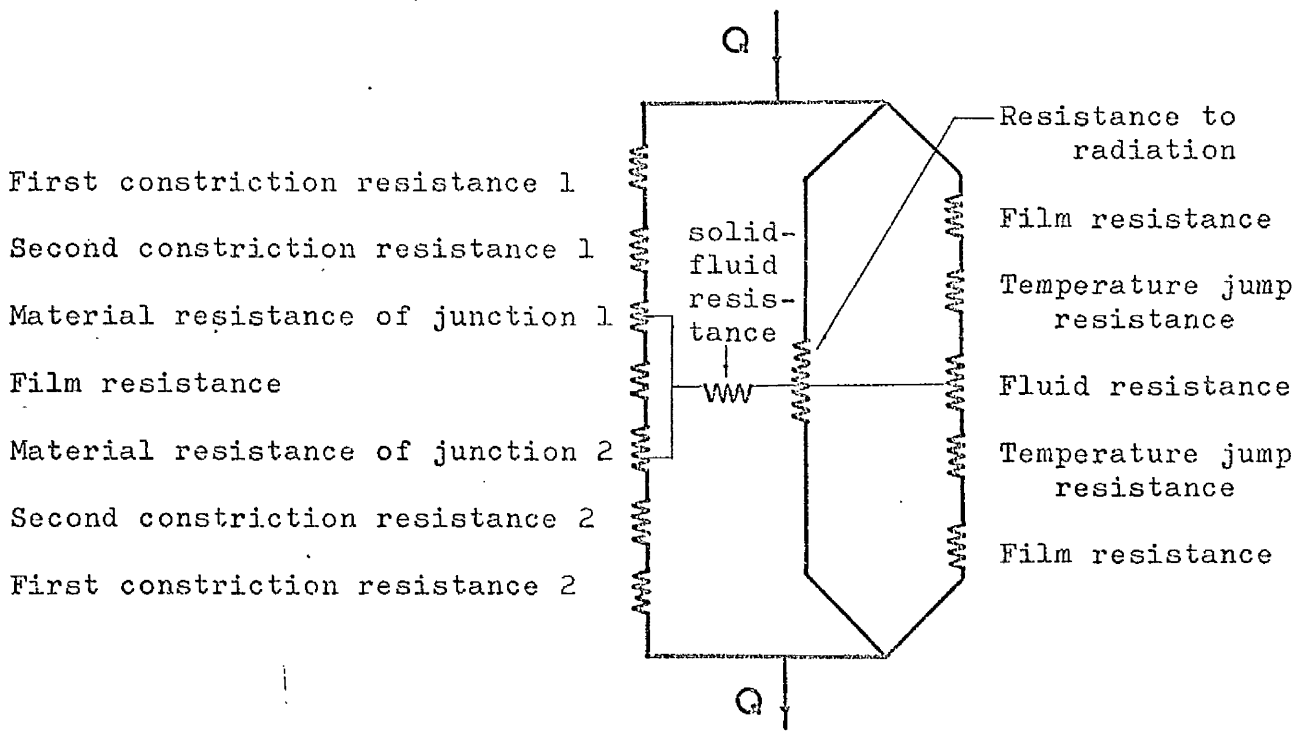 Q
Resistance to
radiation
First constriction resistance 1
Second constriction resistance 1
Material resistance of junction 1
Film resistance
Material resistance of junction 2
Second constriction resistance 2
First constriction resistance 2
solid-
fluid
resis-
tance
Film resistance
Temperature jump
resistance
Fluid resistance
Temperature jump
resistance
Film resistance
Q